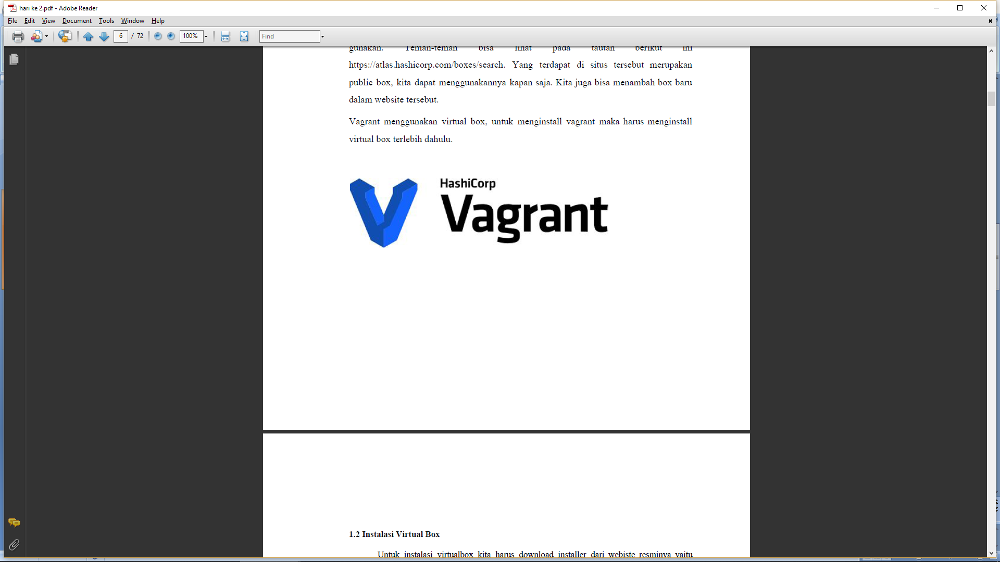 hari ke 2.pdf - Adobe Reader
File Edit View Document Tools Window Help
6 / 72 100% Find
gunakan. Teman-teman bisa lihat pada tautan berikut ini
https://atlas.hashicorp.com/boxes/search. Yang terdapat di situs tersebut merupakan
public box, kita dapat menggunakannya kapan saja. Kita juga bisa menambah box baru
dalam website tersebut.
Vagrant menggunakan virtual box, untuk menginstall vagrant maka harus menginstall
virtual box terlebih dahulu.
HashiCorp
Vagrant
1.2 Instalasi Virtual Box
Untuk instalasi virtualbox kita harus download installer dari webiste resminya yaitu